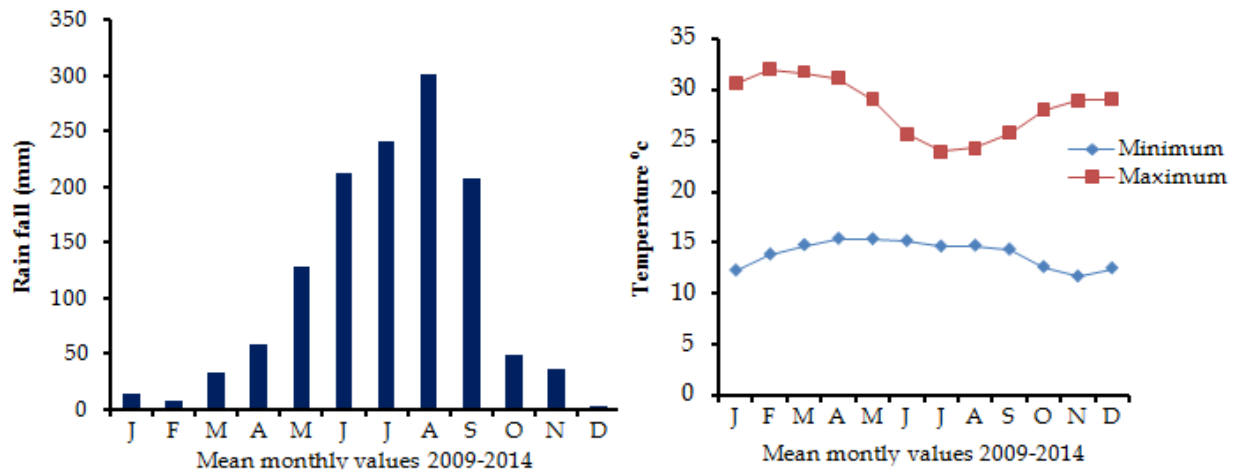 350
300
250
200
150
100
50
0
Rain fall (mm)
J F M A M J J A S O N D
Mean monthly values 2009-2014
35
30
25
20
15
10
5
0
Temperature ⁰c
J F M A M J J A S O N D
Mean montly values 2009-2014
Minimum
Maximum